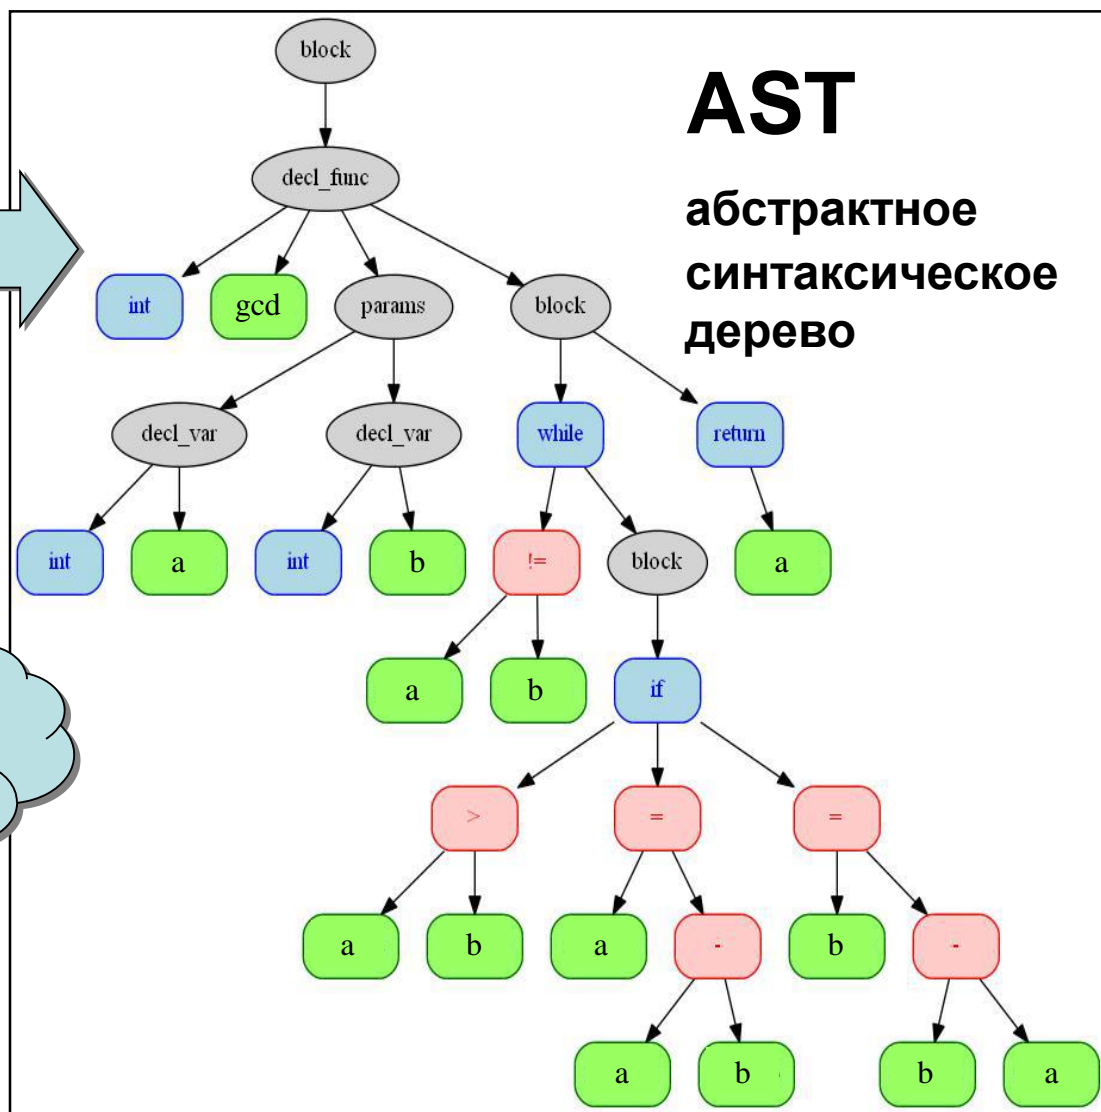 block
AST
decl_func
абстрактное
синтаксическое
дерево
int
gcd
params
block
decl_var
decl_var
while
return
int
a
int
b
!=
block
a
a
b
if
>
=
=
a
b
a
-
b
-
a
b
b
a